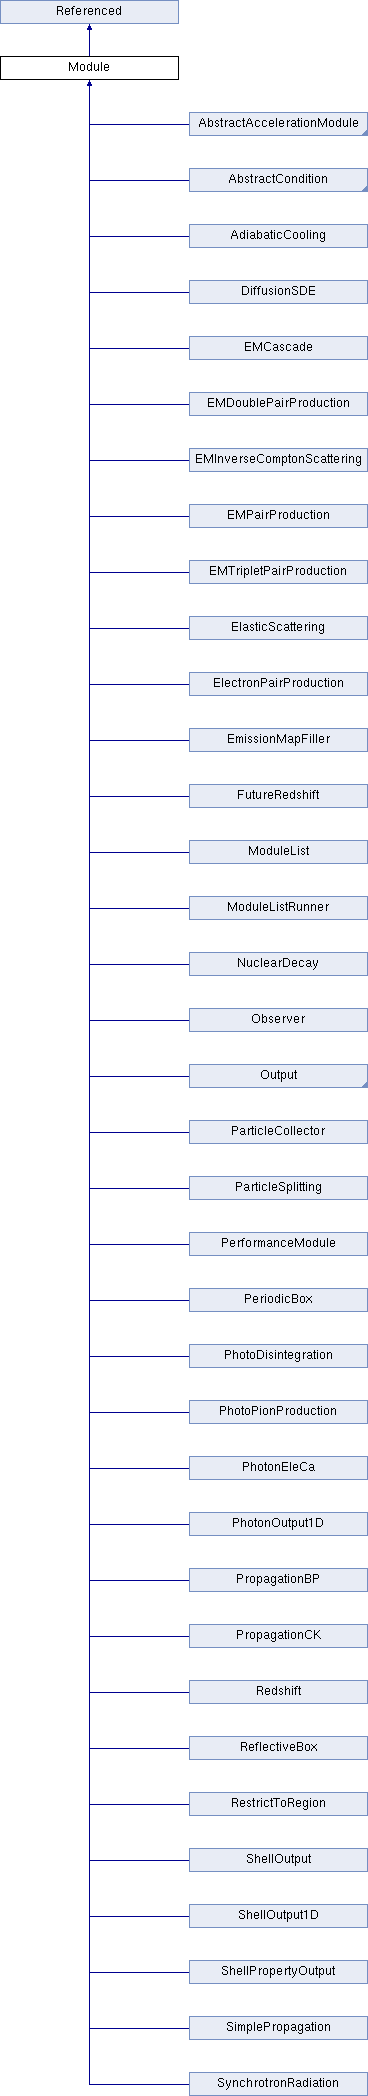 Referenced
Module
AbstractAccelerationModule
AbstractCondition
AdiabaticCooling
DiffusionSDE
EMCascade
EMDoublePairProduction
EMInverseComptonScattering
EMPairProduction
EMTripletPairProduction
ElasticScattering
ElectronPairProduction
EmissionMapFiller
FutureRedshift
ModuleList
ModuleListRunner
NuclearDecay
Observer
Output
ParticleCollector
ParticleSplitting
PerformanceModule
PeriodicBox
PhotoDisintegration
PhotoPionProduction
PhotonEleCa
PhotonOutput1D
PropagationBP
PropagationCK
Redshift
ReflectiveBox
RestrictToRegion
ShellOutput
ShellOutput1D
ShellPropertyOutput
SimplePropagation
SynchrotronRadiation